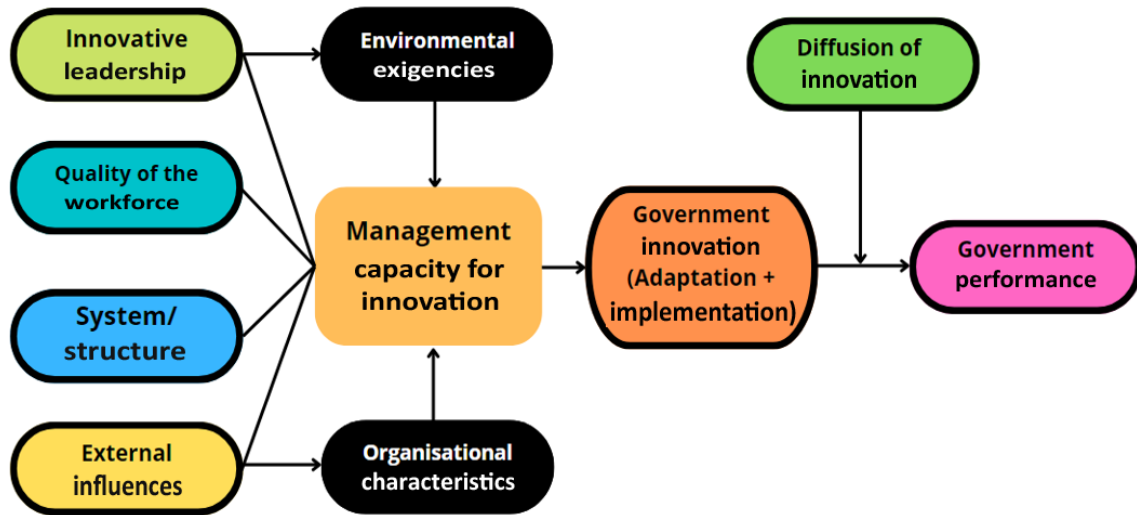 Innovative
leadership
Environmental
exigencies
Diffusion of
innovation
Quality of the
workforce
Management
capacity for
innovation
Government
innovation
(Adaptation +
implementation)
Government
performance
System/
structure
External
influences
Organisational
characteristics